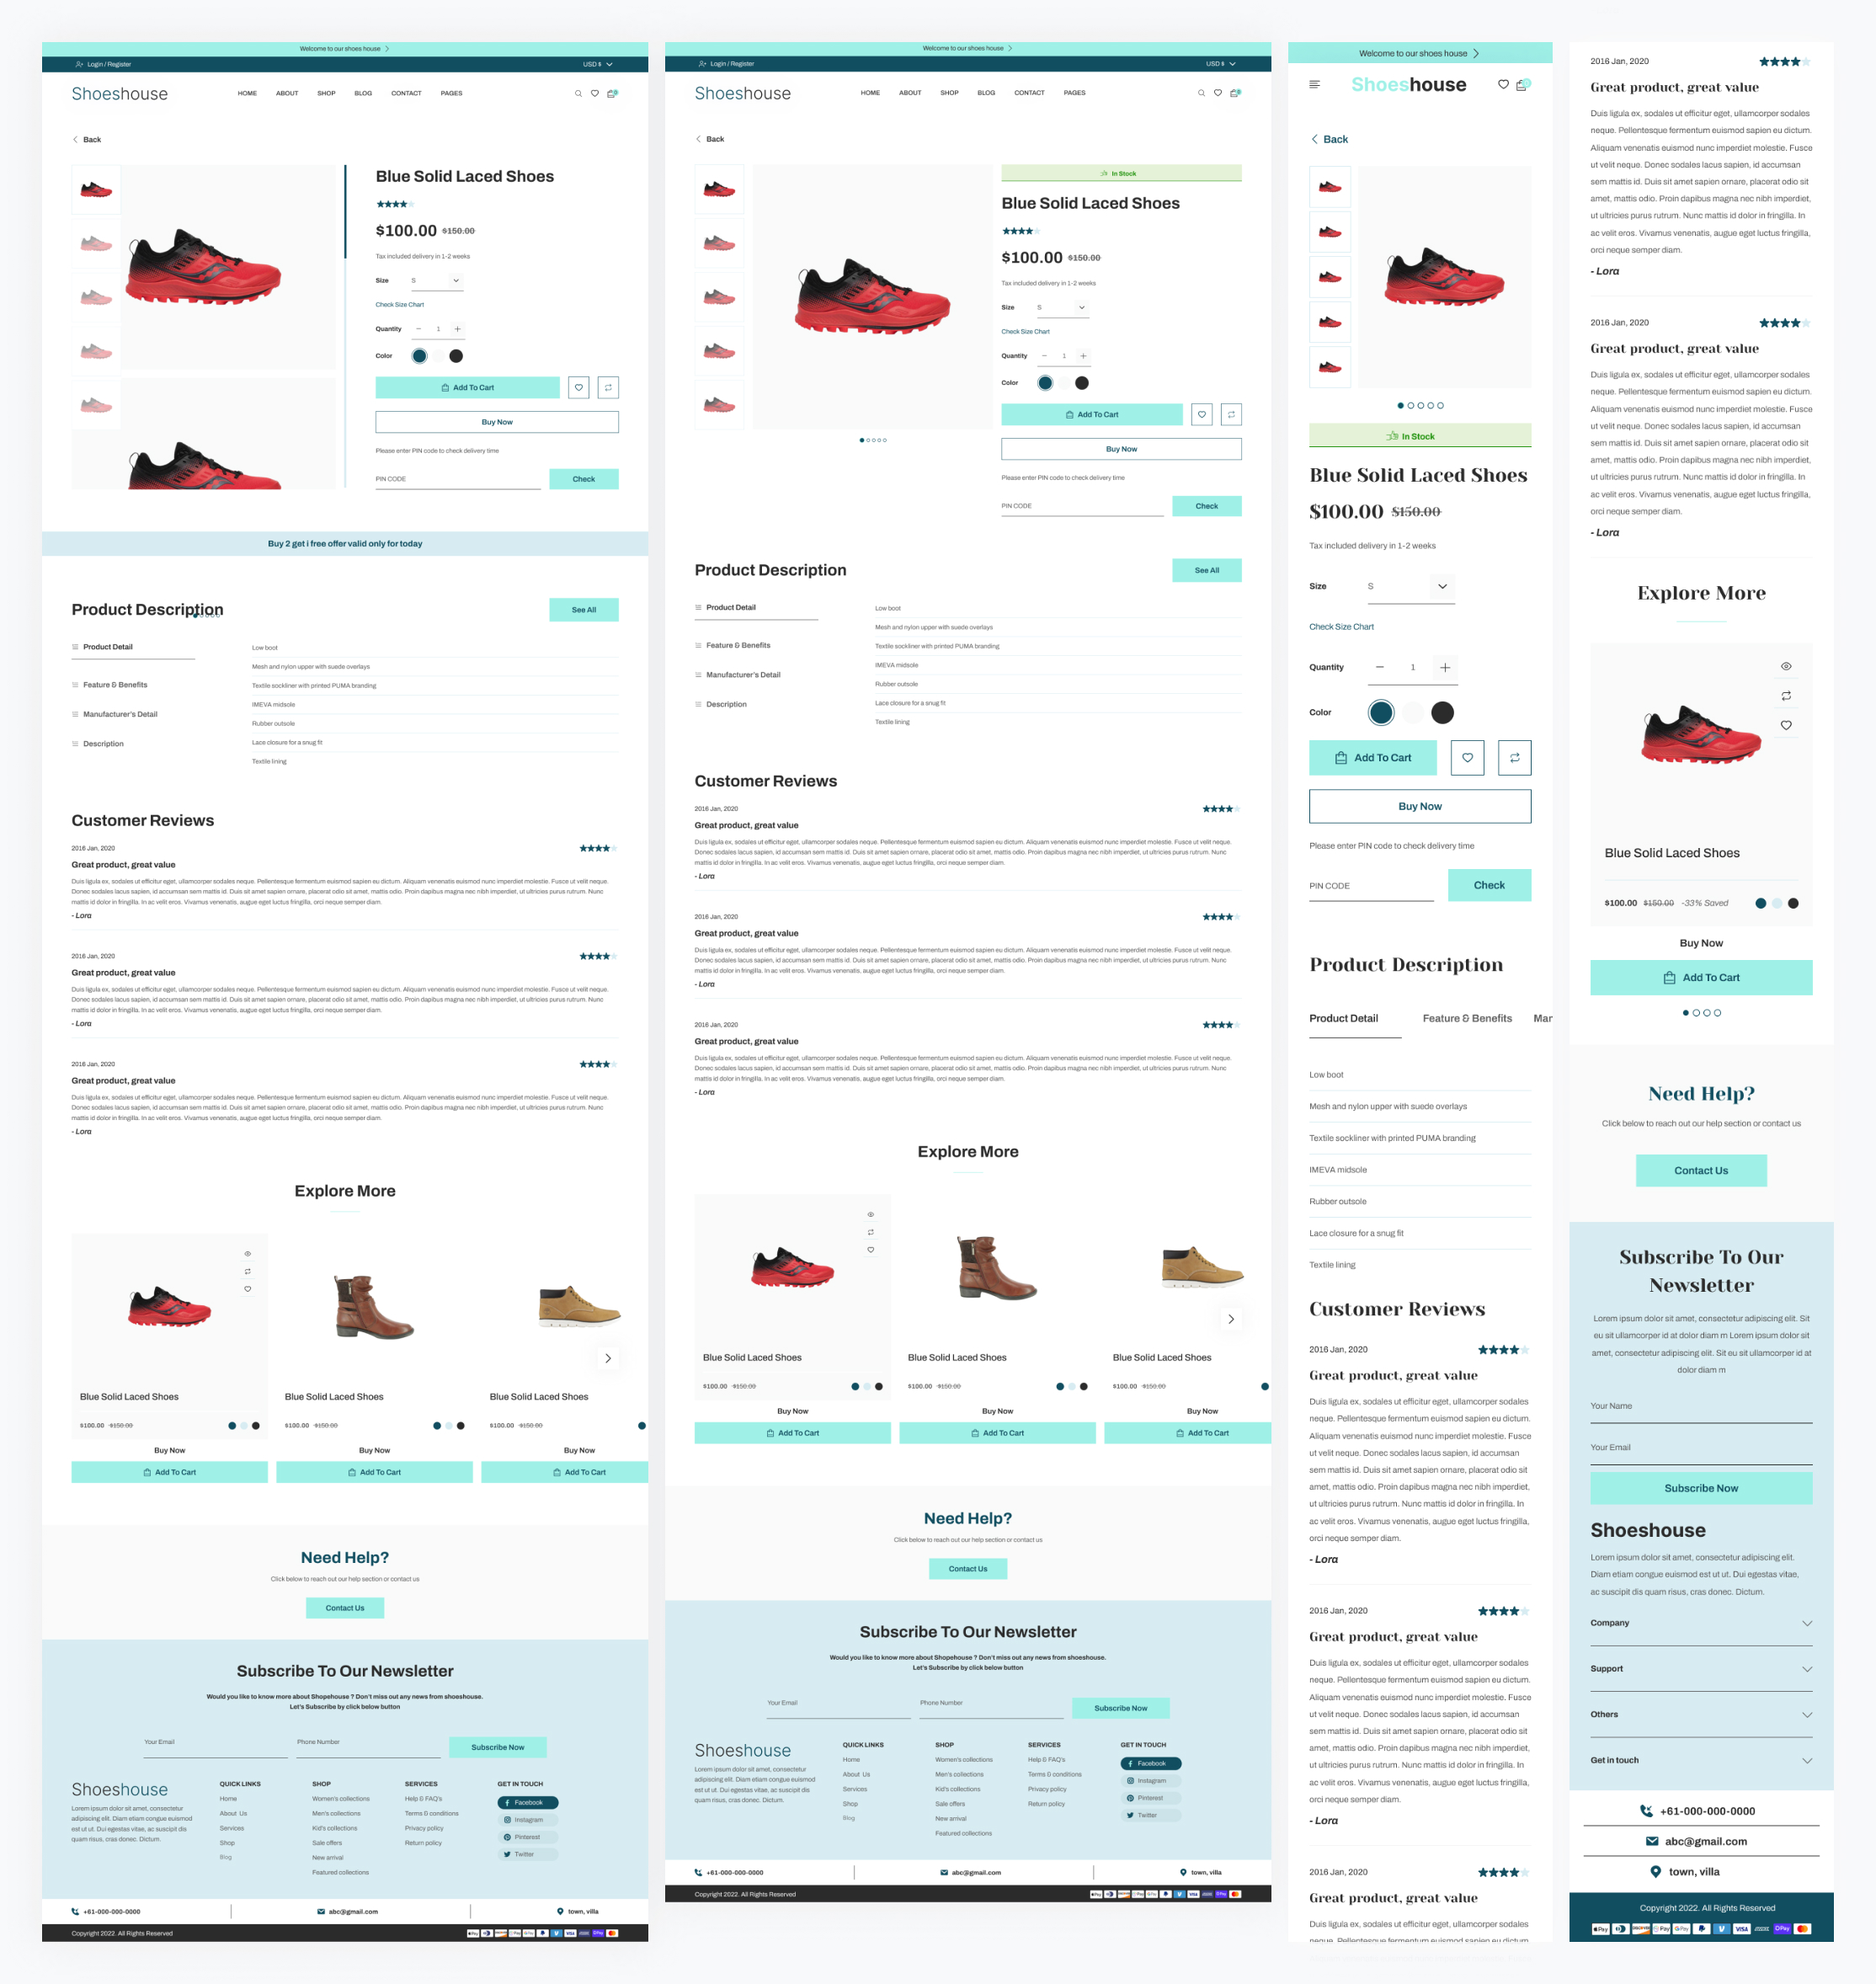 Welcome to our shoes house
Login / Register
USD $
Shoeshouse
HOME
ABOUT
SHOP
BLOG
CONTACT
PAGES
Back
Blue Solid Laced Shoes
$100.00 $150.00
Tax included delivery in 1-2 weeks
Size
S
Check Size Chart
Quantity
1
Color
Add To Cart
Buy Now
Please enter PIN code to check delivery time
PIN CODE
Check
Buy 2 get i free offer valid only for today
Product Description
See All
Product Detail
Feature & Benefits
Manufacturer's Detail
Description
Low boot
Mesh and nylon upper with suede overlays
Textile sockliner with printed PUMA branding
IMEVA midsole
Rubber outsole
Lace closure for a snug fit
Textile lining
Customer Reviews
2016 Jan, 2020
Great product, great value
Duis ligula ex, sodales ut efficitur eget, ullamcorper sodales neque. Pellentesque fermentum euismod sapien eu dictum. Aliquam venenatis euismod nunc imperdiet molestie. Fusce ut velit neque.
Donec sodales lacus sapien, id accumsan sem mattis id. Duis sit amet sapien ornare, placerat odio sit amet, mattis odio. Proin dapibus magna nec nibh imperdiet, ut ultricies purus rutrum. Nunc
mattis id dolor in fringilla. In ac velit eros. Vivamus venenatis, augue eget luctus fringilla, orci neque semper diam.
- Lora
2016 Jan, 2020
Great product, great value
Duis ligula ex, sodales ut efficitur eget, ullamcorper sodales neque. Pellentesque fermentum euismod sapien eu dictum. Aliquam venenatis euismod nunc imperdiet molestie. Fusce ut velit neque.
Donec sodales lacus sapien, id accumsan sem mattis id. Duis sit amet sapien ornare, placerat odio sit amet, mattis odio. Proin dapibus magna nec nibh imperdiet, ut ultricies purus rutrum. Nunc
mattis id dolor in fringilla. In ac velit eros. Vivamus venenatis, augue eget luctus fringilla, orci neque semper diam.
- Lora
2016 Jan, 2020
Great product, great value
Duis ligula ex, sodales ut efficitur eget, ullamcorper sodales neque. Pellentesque fermentum euismod sapien eu dictum. Aliquam venenatis euismod nunc imperdiet molestie. Fusce ut velit neque.
Donec sodales lacus sapien, id accumsan sem mattis id. Duis sit amet sapien ornare, placerat odio sit amet, mattis odio. Proin dapibus magna nec nibh imperdiet, ut ultricies purus rutrum. Nunc
mattis id dolor in fringilla. In ac velit eros. Vivamus venenatis, augue eget luctus fringilla, orci neque semper diam.
- Lora
Explore More
Blue Solid Laced Shoes
$100.00 $150.00
Buy Now
Add To Cart
Blue Solid Laced Shoes
$100.00 $150.00
Buy Now
Add To Cart
Blue Solid Laced Shoes
$100.00 $150.00
Buy Now
Add To Cart
Need Help?
Click below to reach out our help section or contact us
Contact Us
Subscribe To Our Newsletter
Would you like to know more about Shopehouse ? Don't miss out any news from shoeshouse.
Let's Subscribe by click below button
Your Email
Phone Number
Subscribe Now
Shoeshouse
Lorem ipsum dolor sit amet, consectetur
adipiscing elit. Diam etiam congue euismod
est ut ut. Dui egestas vitae, ac suscipit dis
quam risus, cras donec. Dictum.
QUICK LINKS
Home
About Us
Services
Shop
Blog
SHOP
Women's collections
Men's collections
Kid's collections
Sale offers
New arrival
Featured collections
SERVICES
Help & FAQ's
Terms & conditions
Privacy policy
Return policy
GET IN TOUCH
Facebook
Instagram
Pinterest
Twitter
+61-000-000-0000
abc@gmail.com
town, villa
Copyright 2022. All Rights Reserved
Welcome to our shoes house
Login / Register
USD $
Shoeshouse
HOME
ABOUT
SHOP
BLOG
CONTACT
PAGES
Back
In Stock
Blue Solid Laced Shoes
$100.00 $150.00
Tax included delivery in 1-2 weeks
Size
S
Check Size Chart
Quantity
1
Color
Add To Cart
Buy Now
Please enter PIN code to check delivery time
PIN CODE
Check
Product Description
See All
Product Detail
Feature & Benefits
Manufacturer's Detail
Description
Low boot
Mesh and nylon upper with suede overlays
Textile sockliner with printed PUMA branding
IMEVA midsole
Rubber outsole
Lace closure for a snug fit
Textile lining
Customer Reviews
2016 Jan, 2020
Great product, great value
Duis ligula ex, sodales ut efficitur eget, ullamcorper sodales neque. Pellentesque fermentum euismod sapien eu dictum. Aliquam venenatis euismod nunc imperdiet molestie. Fusce ut velit neque.
Donec sodales lacus sapien, id accumsan sem mattis id. Duis sit amet sapien ornare, placerat odio sit amet, mattis odio. Proin dapibus magna nec nibh imperdiet, ut ultricies purus rutrum. Nunc
mattis id dolor in fringilla. In ac velit eros. Vivamus venenatis, augue eget luctus fringilla, orci neque semper diam.
- Lora
2016 Jan, 2020
Great product, great value
Duis ligula ex, sodales ut efficitur eget, ullamcorper sodales neque. Pellentesque fermentum euismod sapien eu dictum. Aliquam venenatis euismod nunc imperdiet molestie. Fusce ut velit neque.
Donec sodales lacus sapien, id accumsan sem mattis id. Duis sit amet sapien ornare, placerat odio sit amet, mattis odio. Proin dapibus magna nec nibh imperdiet, ut ultricies purus rutrum. Nunc
mattis id dolor in fringilla. In ac velit eros. Vivamus venenatis, augue eget luctus fringilla, orci neque semper diam.
- Lora
2016 Jan, 2020
Great product, great value
Duis ligula ex, sodales ut efficitur eget, ullamcorper sodales neque. Pellentesque fermentum euismod sapien eu dictum. Aliquam venenatis euismod nunc imperdiet molestie. Fusce ut velit neque.
Donec sodales lacus sapien, id accumsan sem mattis id. Duis sit amet sapien ornare, placerat odio sit amet, mattis odio. Proin dapibus magna nec nibh imperdiet, ut ultricies purus rutrum. Nunc
mattis id dolor in fringilla. In ac velit eros. Vivamus venenatis, augue eget luctus fringilla, orci neque semper diam.
- Lora
Explore More
Blue Solid Laced Shoes
$100.00 $150.00
Buy Now
Add To Cart
Blue Solid Laced Shoes
$100.00 $150.00
Buy Now
Add To Cart
Blue Solid Laced Shoes
$100.00 $150.00
Buy Now
Add To Cart
Need Help?
Click below to reach out our help section or contact us
Contact Us
Subscribe To Our Newsletter
Would you like to know more about Shopehouse ? Don't miss out any news from shoeshouse.
Let's Subscribe by click below button
Your Email
Phone Number
Subscribe Now
Shoeshouse
Lorem ipsum dolor sit amet, consectetur
adipiscing elit. Diam etiam congue euismod
est ut ut. Dui egestas vitae, ac suscipit dis
quam risus, cras donec. Dictum.
QUICK LINKS
Home
About Us
Services
Shop
Blog
SHOP
Women's collections
Men's collections
Kid's collections
Sale offers
New arrival
Featured collections
SERVICES
Help & FAQ's
Terms & conditions
Privacy policy
Return policy
GET IN TOUCH
Facebook
Instagram
Pinterest
Twitter
+61-000-000-0000
abc@gmail.com
town, villa
Copyright 2022. All Rights Reserved
Welcome to our shoes house
Shoeshouse
Back
In Stock
Blue Solid Laced Shoes
$100.00 $150.00
Tax included delivery in 1-2 weeks
Size
S
Check Size Chart
Quantity
1
Color
Add To Cart
Buy Now
Please enter PIN code to check delivery time
PIN CODE
Check
Product Description
Product Detail
Feature & Benefits
Mar
Low boot
Mesh and nylon upper with suede overlays
Textile sockliner with printed PUMA branding
IMEVA midsole
Rubber outsole
Lace closure for a snug fit
Textile lining
Customer Reviews
2016 Jan, 2020
Great product, great value
Duis ligula ex, sodales ut efficitur eget, ullamcorper sodales
neque. Pellentesque fermentum euismod sapien eu dictum.
Aliquam venenatis euismod nunc imperdiet molestie. Fusce
ut velit neque. Donec sodales lacus sapien, id accumsan
sem mattis id. Duis sit amet sapien ornare, placerat odio sit
amet, mattis odio. Proin dapibus magna nec nibh imperdiet,
ut ultricies purus rutrum. Nunc mattis id dolor in fringilla. In
ac velit eros. Vivamus venenatis, augue eget luctus fringilla,
orci neque semper diam.
- Lora
2016 Jan, 2020
Great product, great value
Duis ligula ex, sodales ut efficitur eget, ullamcorper sodales
neque. Pellentesque fermentum euismod sapien eu dictum.
Aliquam venenatis euismod nunc imperdiet molestie. Fusce
ut velit neque. Donec sodales lacus sapien, id accumsan
sem mattis id. Duis sit amet sapien ornare, placerat odio sit
amet, mattis odio. Proin dapibus magna nec nibh imperdiet,
ut ultricies purus rutrum. Nunc mattis id dolor in fringilla. In
ac velit eros. Vivamus venenatis, augue eget luctus fringilla,
orci neque semper diam.
- Lora
2016 Jan, 2020
Great product, great value
Duis ligula ex, sodales ut efficitur eget, ullamcorper sodales
neque. Pellentesque fermentum euismod sapien eu dictum.
2016 Jan, 2020
Great product, great value
Duis ligula ex, sodales ut efficitur eget, ullamcorper sodales
neque. Pellentesque fermentum euismod sapien eu dictum.
Aliquam venenatis euismod nunc imperdiet molestie. Fusce
ut velit neque. Donec sodales lacus sapien, id accumsan
sem mattis id. Duis sit amet sapien ornare, placerat odio sit
amet, mattis odio. Proin dapibus magna nec nibh imperdiet,
ut ultricies purus rutrum. Nunc mattis id dolor in fringilla. In
ac velit eros. Vivamus venenatis, augue eget luctus fringilla,
orci neque semper diam.
- Lora
2016 Jan, 2020
Great product, great value
Duis ligula ex, sodales ut efficitur eget, ullamcorper sodales
neque. Pellentesque fermentum euismod sapien eu dictum.
Aliquam venenatis euismod nunc imperdiet molestie. Fusce
ut velit neque. Donec sodales lacus sapien, id accumsan
sem mattis id. Duis sit amet sapien ornare, placerat odio sit
amet, mattis odio. Proin dapibus magna nec nibh imperdiet,
ut ultricies purus rutrum. Nunc mattis id dolor in fringilla. In
ac velit eros. Vivamus venenatis, augue eget luctus fringilla,
orci neque semper diam.
- Lora
Explore More
Blue Solid Laced Shoes
$100.00 $150.00 -33% Saved
Buy Now
Add To Cart
Need Help?
Click below to reach out our help section or contact us
Contact Us
Subscribe To Our
Newsletter
Lorem ipsum dolor sit amet, consectetur adipiscing elit. Sit
eu sit ullamcorper id at dolor diam m Lorem ipsum dolor sit
amet, consectetur adipiscing elit. Sit eu sit ullamcorper id at
dolor diam m
Your Name
Your Email
Subscribe Now
Shoeshouse
Lorem ipsum dolor sit amet, consectetur adipiscing elit.
Diam etiam congue euismod est ut ut. Dui egestas vitae,
ac suscipit dis quam risus, cras donec. Dictum.
Company
Support
Others
Get in touch
+61-000-000-0000
abc@gmail.com
town, villa
Copyright 2022. All Rights Reserved
Pay
Pay
VISA